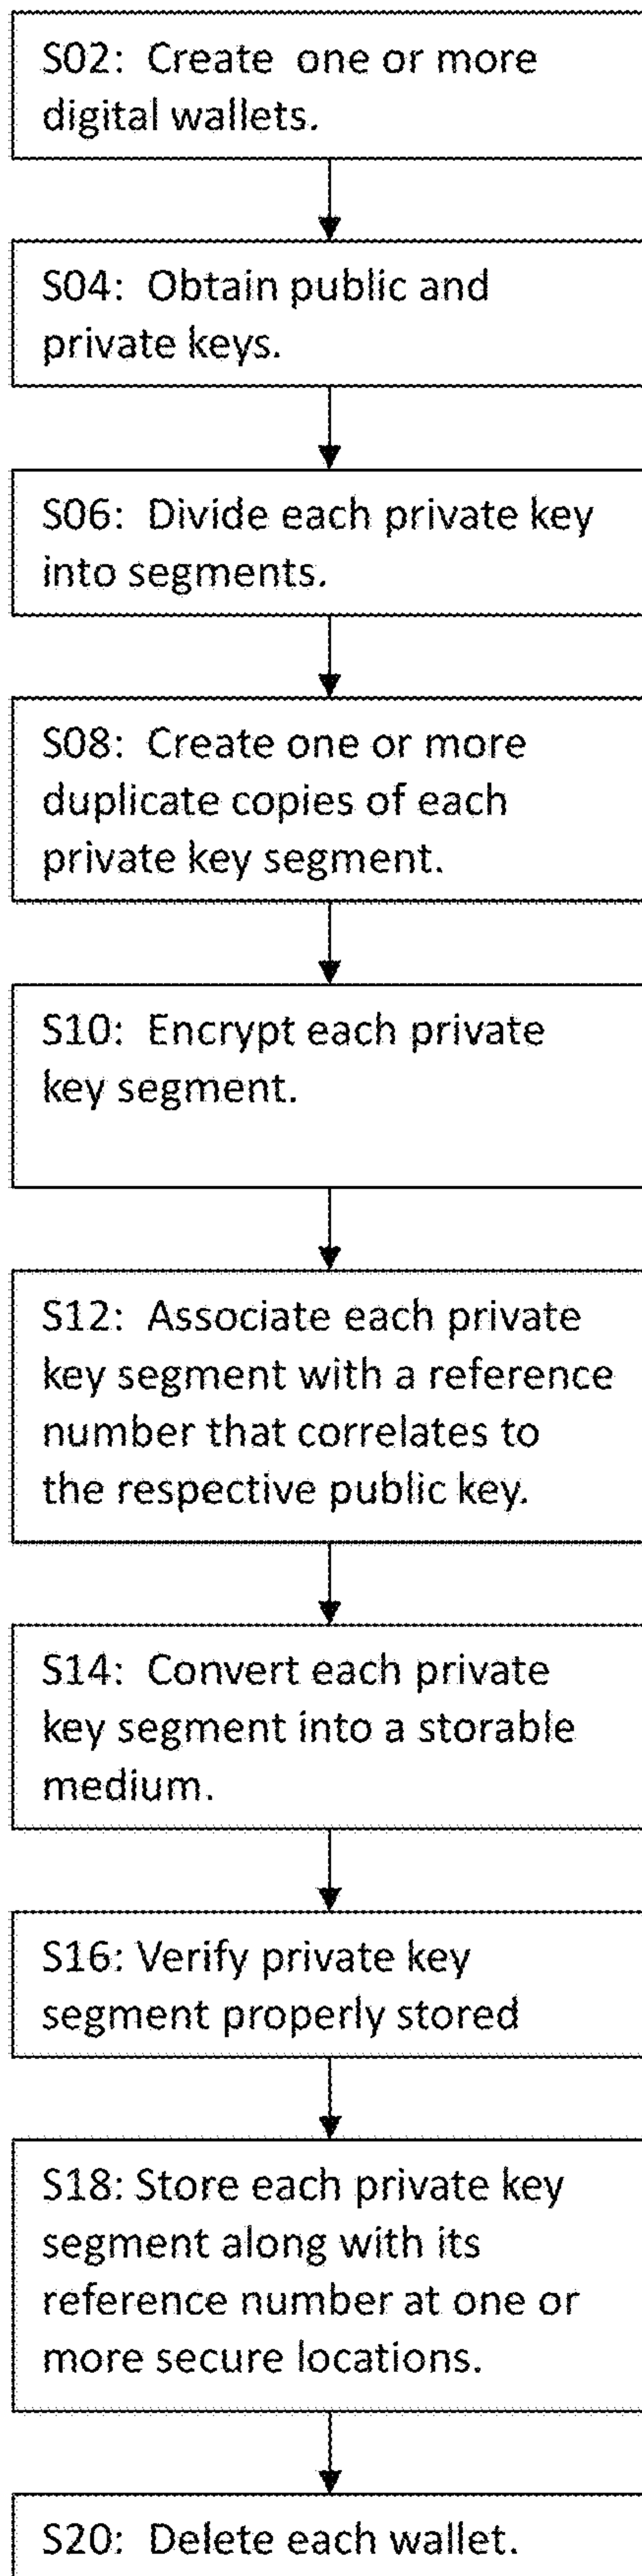 S02: Create one or more
digital wallets.
S04: Obtain public and
private keys.
S06: Divide each private key
into segments.
S08: Create one or more
duplicate copies of each
private key segment.
S10: Encrypt each private
key segment.
S12: Associate each private
key segment with a reference
number that correlates to
the respective public key.
S14: Convert each private
key segment into a storable
medium.
S16: Verify private key
segment properly stored
S18: Store each private key
segment along with its
reference number at one or
more secure locations.
S20: Delete each wallet.